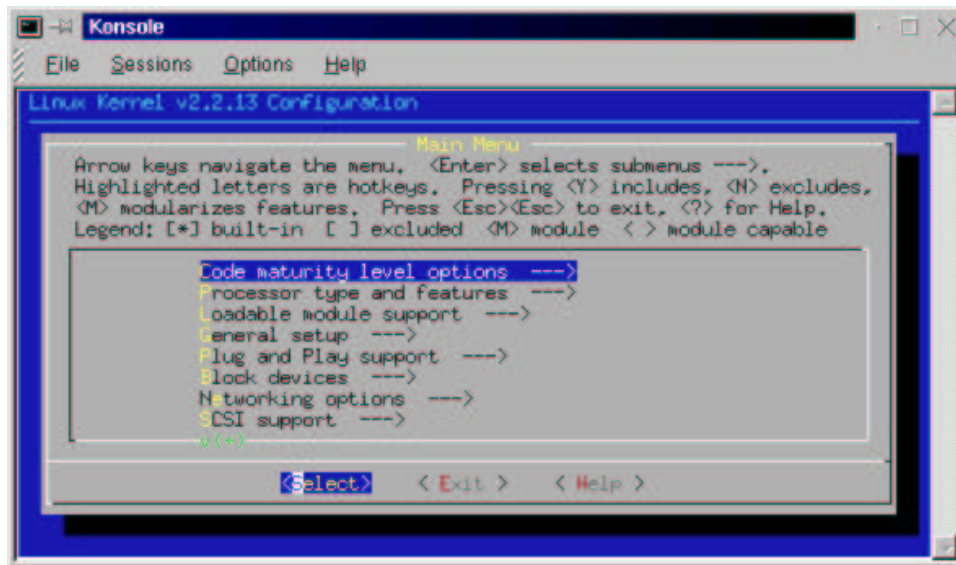 Konsole
File Sessions Options Help
Linux Kernel v2.2.13 Configuration
Main Menu
Arrow keys navigate the menu. <Enter> selects submenus --->.
Highlighted letters are hotkeys. Pressing <Y> includes, <N> excludes,
<M> modularizes features. Press <Esc><Esc> to exit, <?> for Help.
Legend: [*] built-in [ ] excluded <M> module < > module capable
Code maturity level options --->
Processor type and features --->
Loadable module support --->
General setup --->
Plug and Play support --->
Block devices --->
Networking options --->
SCSI support --->
v(+)
<Select> < Exit > < Help >